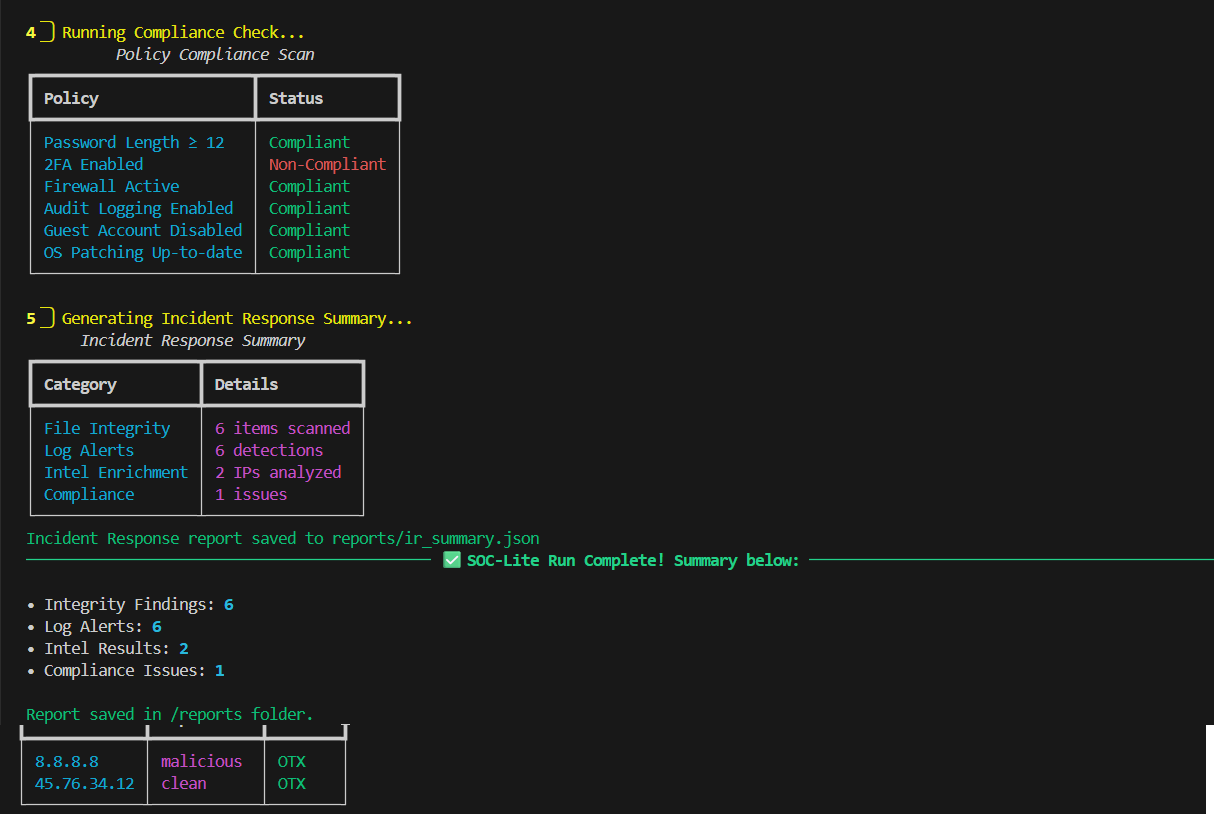 4 Running Compliance Check...
Policy Compliance Scan
Policy Status
Password Length ≥ 12 Compliant
2FA Enabled Non-Compliant
Firewall Active Compliant
Audit Logging Enabled Compliant
Guest Account Disabled Compliant
OS Patching Up-to-date Compliant
5 Generating Incident Response Summary...
Incident Response Summary
Category Details
File Integrity 6 items scanned
Log Alerts 6 detections
Intel Enrichment 2 IPs analyzed
Compliance 1 issues
Incident Response report saved to reports/ir_summary.json
✅ SOC-Lite Run Complete! Summary below:
• Integrity Findings: 6
• Log Alerts: 6
• Intel Results: 2
• Compliance Issues: 1
Report saved in /reports folder.
8.8.8.8 malicious OTX
45.76.34.12 clean OTX